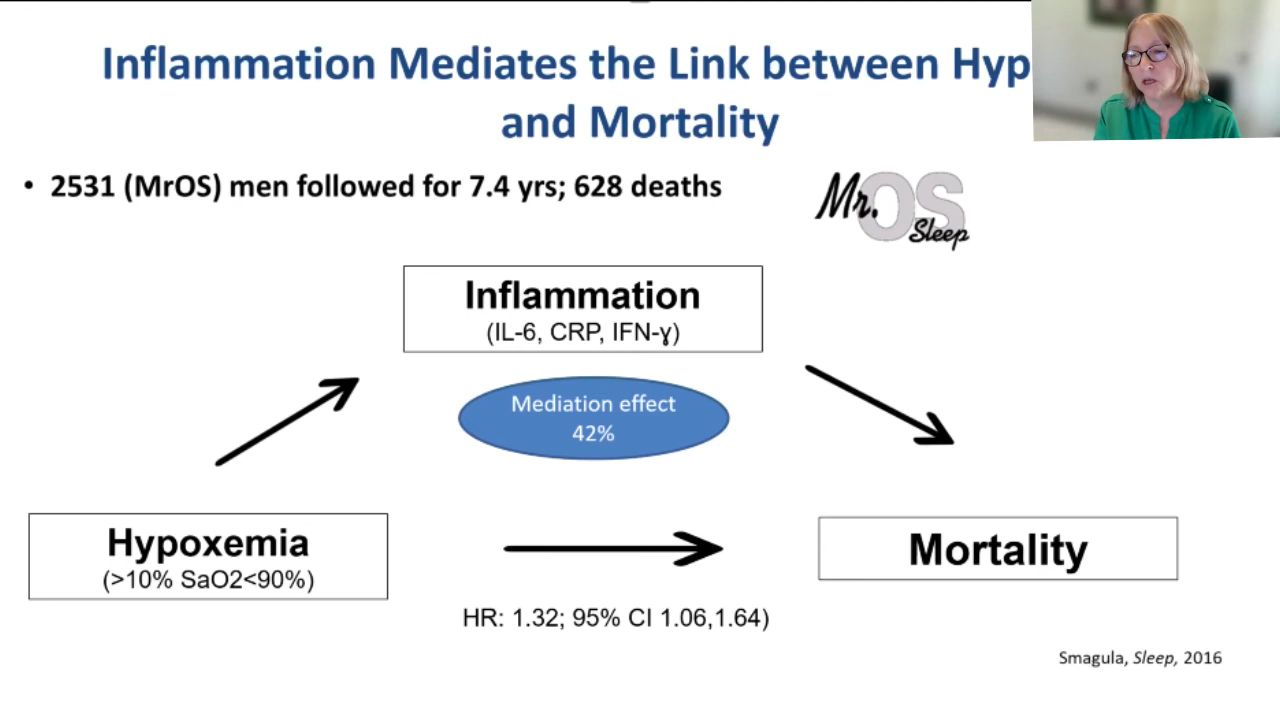 Inflammation Mediates the Link between Hyp
and Mortality
• 2531 (MrOS) men followed for 7.4 yrs; 628 deaths
Mr. OS
Sleep
Inflammation
(IL-6, CRP, IFN-ɣ)
Mediation effect
42%
Hypoxemia
(>10% SaO2<90%)
Mortality
HR: 1.32; 95% CI 1.06,1.64)
Smagula, Sleep, 2016